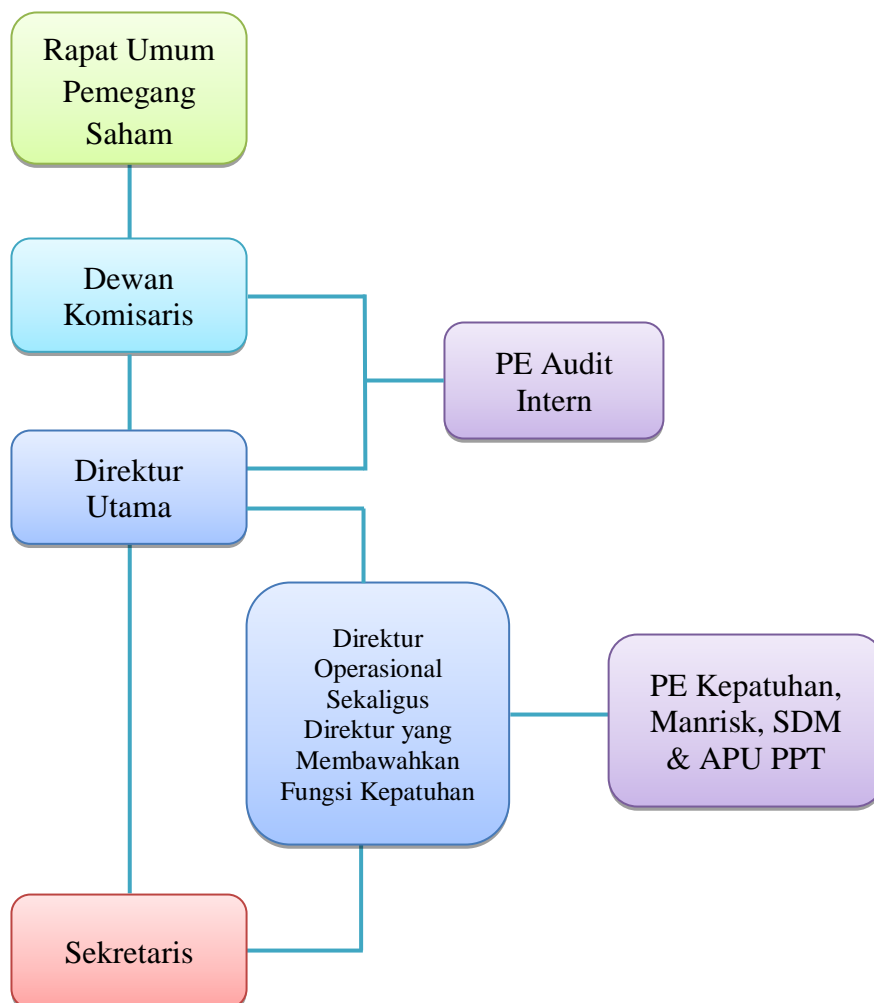 Rapat Umum
Pemegang
Saham
Dewan
Komisaris
PE Audit
Intern
Direktur
Utama
Direktur
Operasional
Sekaligus
Direktur yang
Membawahkan
Fungsi Kepatuhan
PE Kepatuhan,
Manrisk, SDM
& APU PPT
Sekretaris